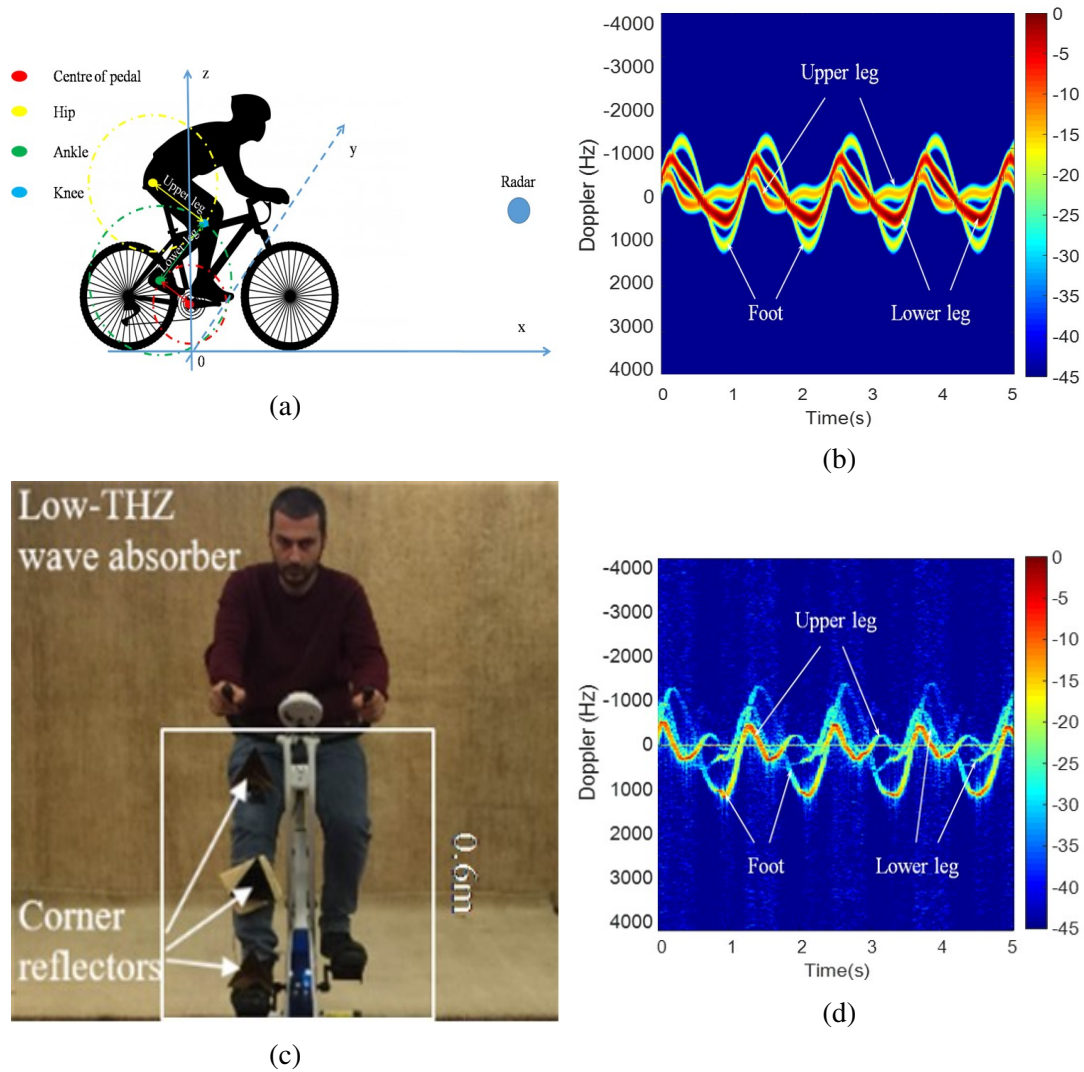 Centre of pedal
Hip
Ankle
Knee
z
y
Radar
Upper leg
Lower leg
x
0
(a)
-4000
-3000
-2000
-1000
0
1000
2000
3000
4000
Doppler (Hz)
Upper leg
Foot
Lower leg
0 1 2 3 4 5
Time(s)
0
-5
-10
-15
-20
-25
-30
-35
-40
-45
(b)
Low-THZ
wave absorber
0.6m
Corner
reflectors
(c)
-4000
-3000
-2000
-1000
0
1000
2000
3000
4000
Doppler (Hz)
Upper leg
Foot
Lower leg
0 1 2 3 4 5
Time(s)
0
-5
-10
-15
-20
-25
-30
-35
-40
-45
(d)